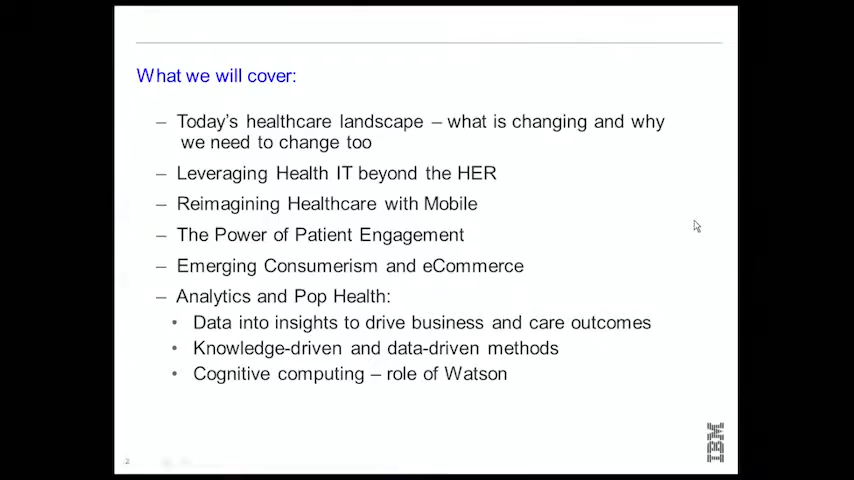 What we will cover:
– Today's healthcare landscape – what is changing and why
we need to change too
– Leveraging Health IT beyond the HER
– Reimagining Healthcare with Mobile
– The Power of Patient Engagement
– Emerging Consumerism and eCommerce
– Analytics and Pop Health:
• Data into insights to drive business and care outcomes
• Knowledge-driven and data-driven methods
• Cognitive computing – role of Watson
IBM
2